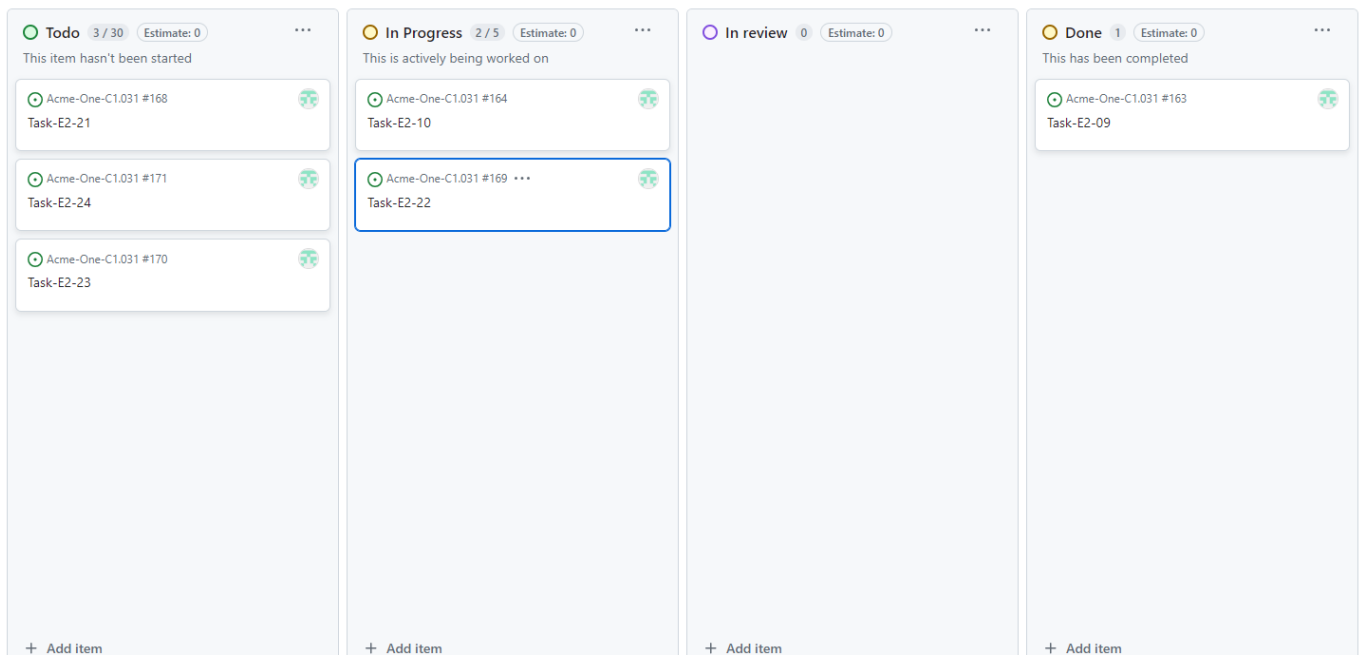 Todo 3 / 30 Estimate: 0 ...
This item hasn't been started
Acme-One-C1.031 #168
Task-E2-21
Acme-One-C1.031 #171
Task-E2-24
Acme-One-C1.031 #170
Task-E2-23
+ Add item
In Progress 2 / 5 Estimate: 0 ...
This is actively being worked on
Acme-One-C1.031 #164
Task-E2-10
Acme-One-C1.031 #169 ...
Task-E2-22
+ Add item
In review 0 Estimate: 0 ...
+ Add item
Done 1 Estimate: 0 ...
This has been completed
Acme-One-C1.031 #163
Task-E2-09
+ Add item